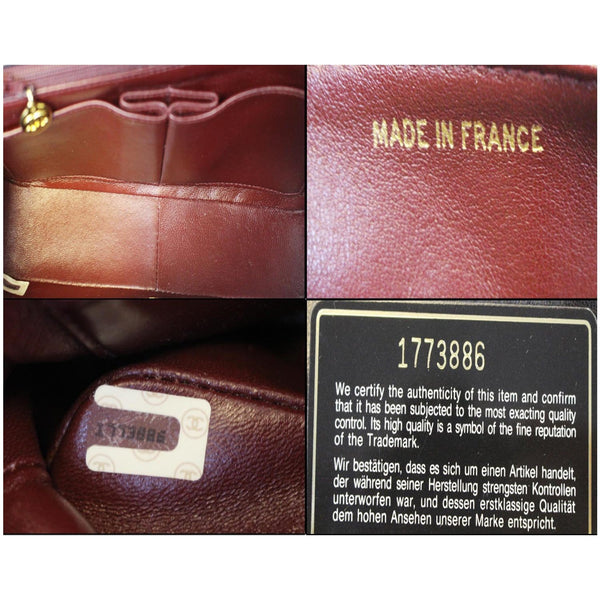 MADE IN FRANCE
1773886
1773886
We certify the authenticity of this item and confirm
that it has been subjected to the most exacting quality
control. Its high quality is a symbol of the fine reputation
of the Trademark.
Wir bestätigen, dass es sich um einen Artikel handelt,
der während seiner Herstellung strengsten Kontrollen
unterworfen war, und dessen erstklassige Qualität
dem hohen Ansehen unserer Marke entspricht.